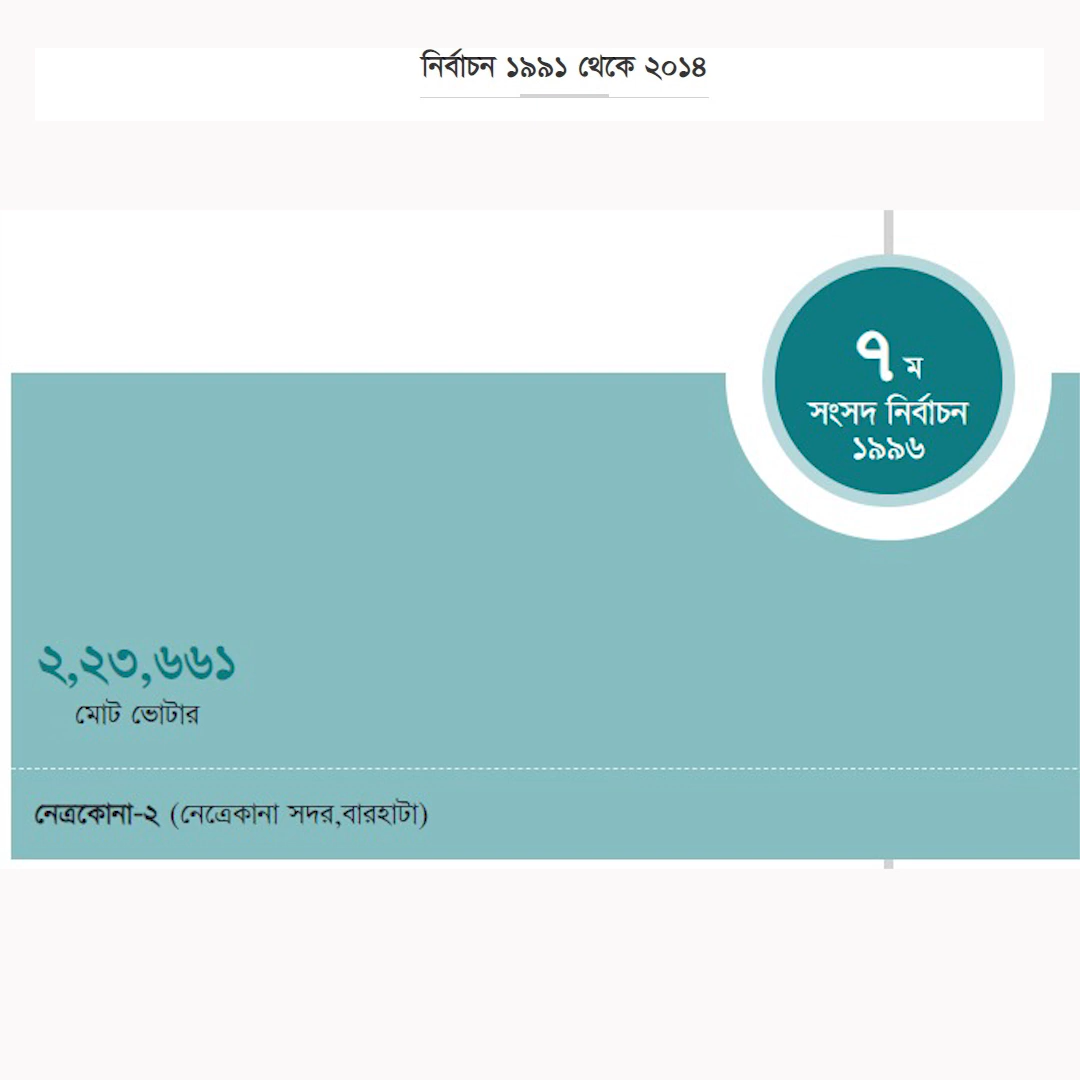 নির্বাচন ১৯৯১ থেকে ২০১৪
৭ ম
সংসদ নির্বাচন
১৯৯৬
২,২৩,৬৬১
মোট ভোটার
নেত্রকোনা-২ (নেত্রেকানা সদর,বারহাটা)